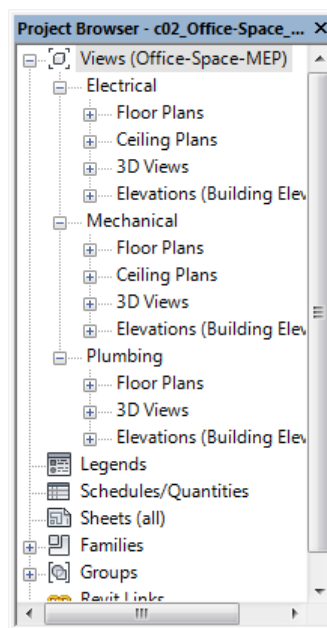 Project Browser - c02_Office-Space_...
Views (Office-Space-MEP)
Electrical
Floor Plans
Ceiling Plans
3D Views
Elevations (Building Elev
Mechanical
Floor Plans
Ceiling Plans
3D Views
Elevations (Building Elev
Plumbing
Floor Plans
3D Views
Elevations (Building Elev
Legends
Schedules/Quantities
Sheets (all)
Families
Groups
Revit Links